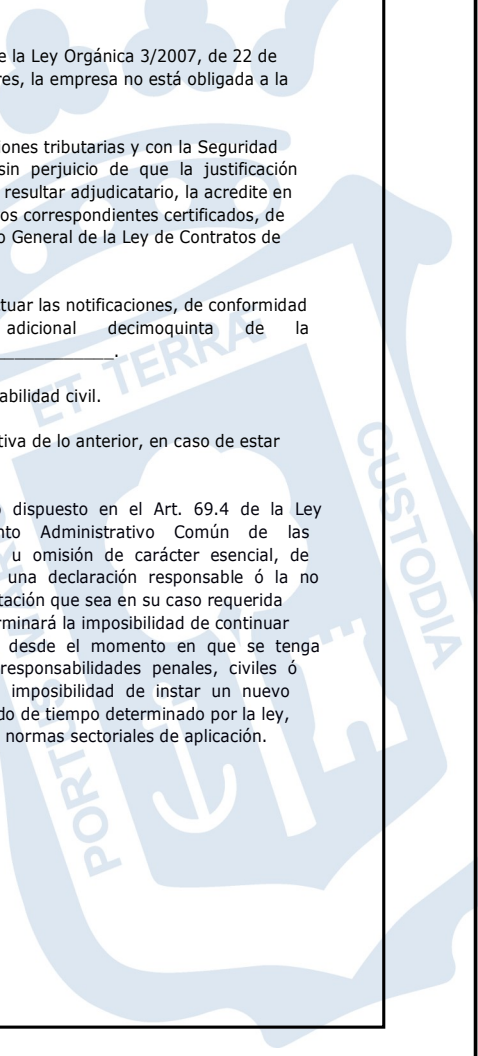 e la Ley Orgánica 3/2007, de 22 de
res, la empresa no está obligada a la
iones tributarias y con la Seguridad
sin perjuicio de que la justificación
resultar adjudicatario, la acredite en
os correspondientes certificados, de
o General de la Ley de Contratos de
tuar las notificaciones, de conformidad
adicional decimoquinta de la
_______________.
abilidad civil.
tiva de lo anterior, en caso de estar
o dispuesto en el Art. 69.4 de la Ley
nto Administrativo Común de las
u omisión de carácter esencial, de
una declaración responsable ó la no
tación que sea en su caso requerida
rminará la imposibilidad de continuar
desde el momento en que se tenga
responsabilidades penales, civiles ó
imposibilidad de instar un nuevo
do de tiempo determinado por la ley,
normas sectoriales de aplicación.
PORTUS MARIS ET TERRA CUSTODIA